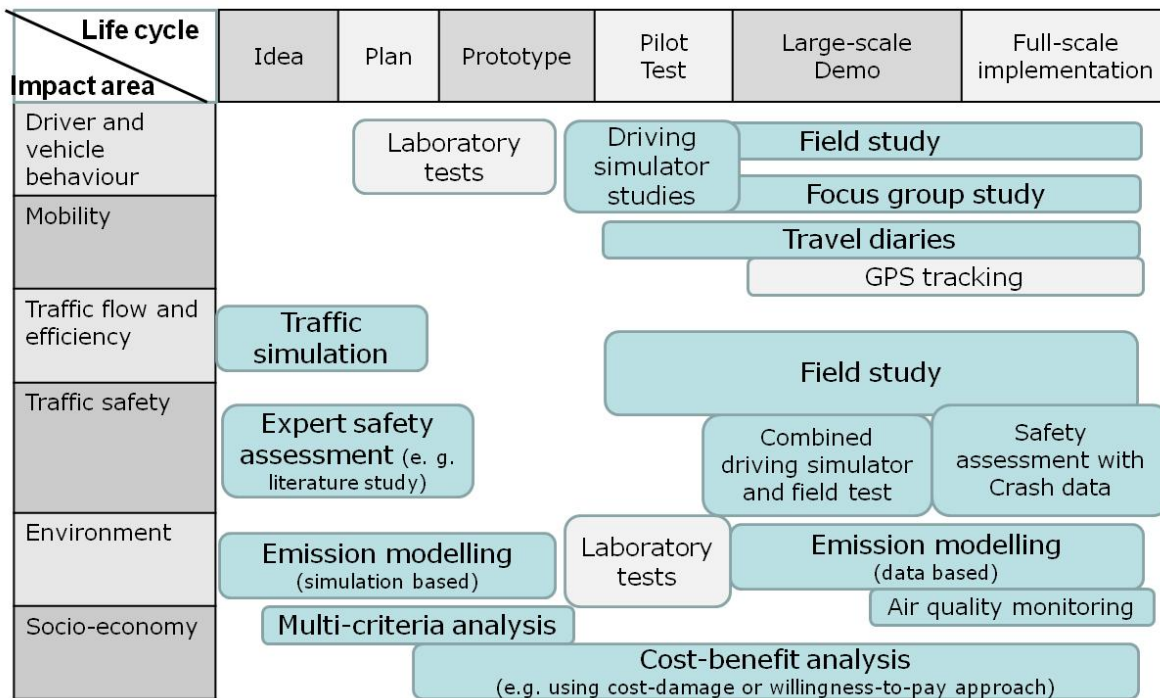 Life cycle
Impact area
Idea
Plan
Prototype
Pilot
Test
Large-scale
Demo
Full-scale
implementation
Driver and
vehicle
behaviour
Laboratory
tests
Driving
simulator
studies
Field study
Focus group study
Mobility
Travel diaries
GPS tracking
Traffic flow and
efficiency
Traffic
simulation
Field study
Traffic safety
Expert safety
assessment (e. g.
literature study)
Combined
driving simulator
and field test
Safety
assessment with
Crash data
Environment
Emission modelling
(simulation based)
Laboratory
tests
Emission modelling
(data based)
Air quality monitoring
Socio-economy
Multi-criteria analysis
Cost-benefit analysis
(e.g. using cost-damage or willingness-to-pay approach)